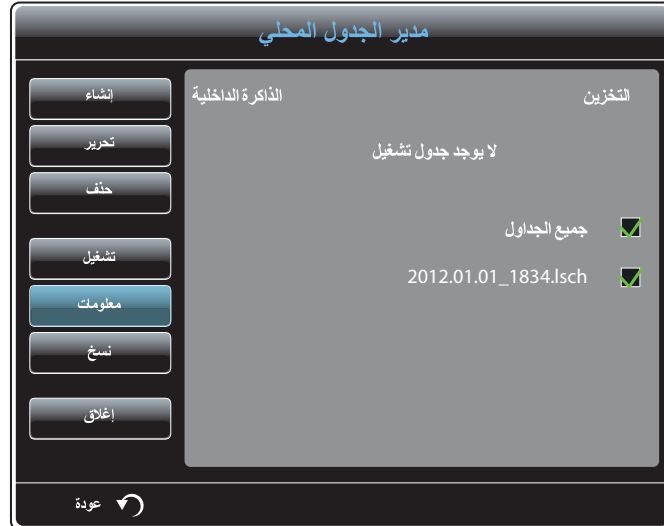 مدير الجدول المحلي
التخزين
الذاكرة الداخلية
لا يوجد جدول تشغيل
جميع الجداول
2012.01.01_1834.lsch
إنشاء
تحرير
حذف
تشغيل
معلومات
نسخ
إغلاق
عودة